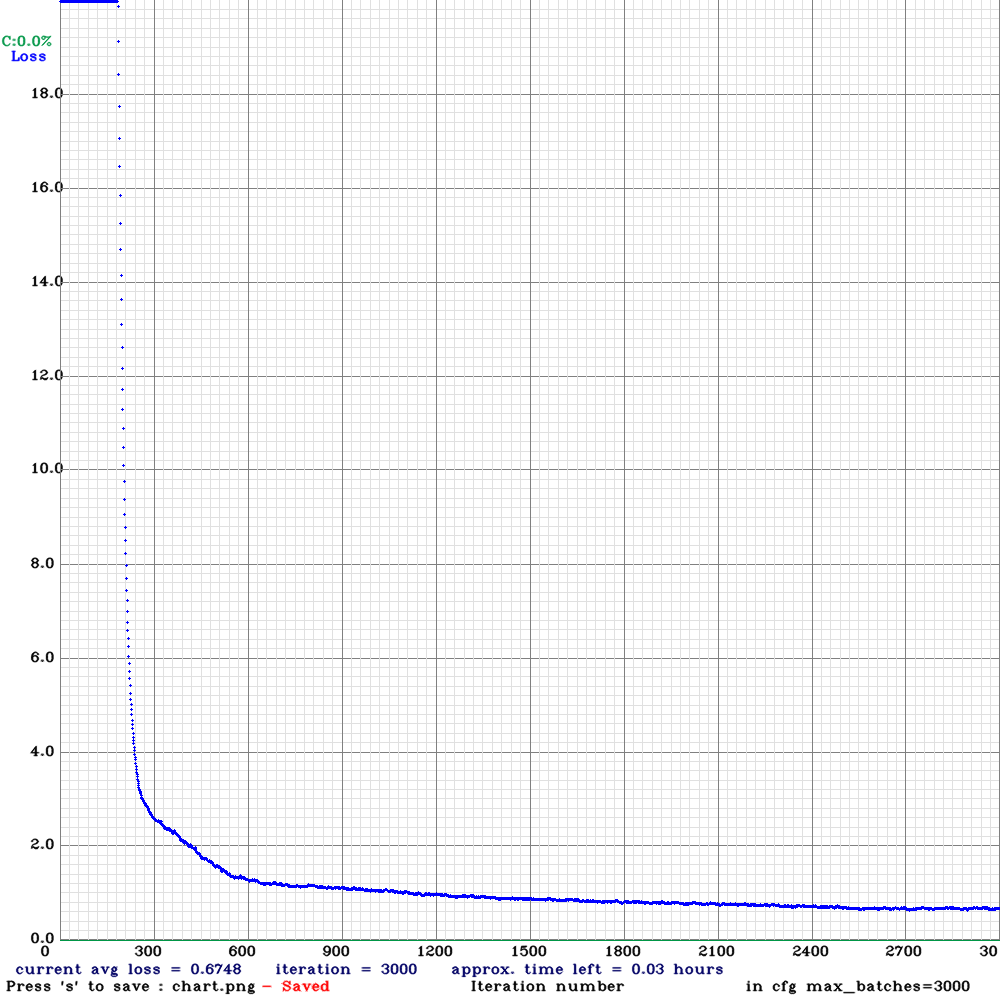 C:0.0%
Loss
18.0
16.0
14.0
12.0
10.0
8.0
6.0
4.0
2.0
0.0
0 300 600 900 1200 1500 1800 2100 2400 2700 30
current avg loss = 0.6748 iteration = 3000 approx. time left = 0.03 hours
Press 's' to save : chart.png - Saved Iteration number in cfg max_batches=3000